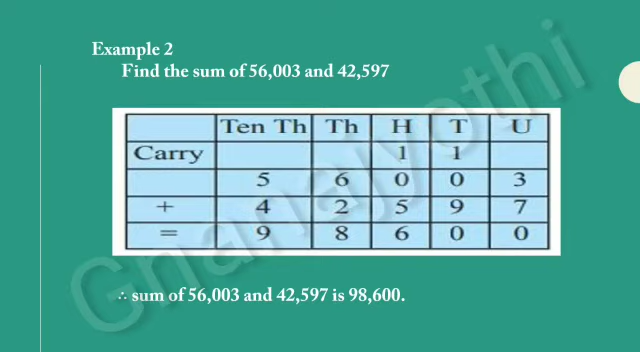 Example 2
Find the sum of 56,003 and 42,597
Ten Th Th H T U
Carry 1 1
5 6 0 0 3
+ 4 2 5 9 7
= 9 8 6 0 0
∴ sum of 56,003 and 42,597 is 98,600.
Gnanajyothi